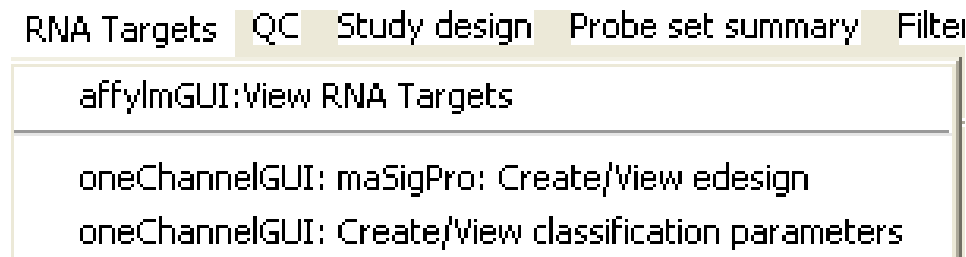 RNA Targets QC Study design Probe set summary Filter
affylmGUI:View RNA Targets
oneChannelGUI: maSigPro: Create/View edesign
oneChannelGUI: Create/View classification parameters